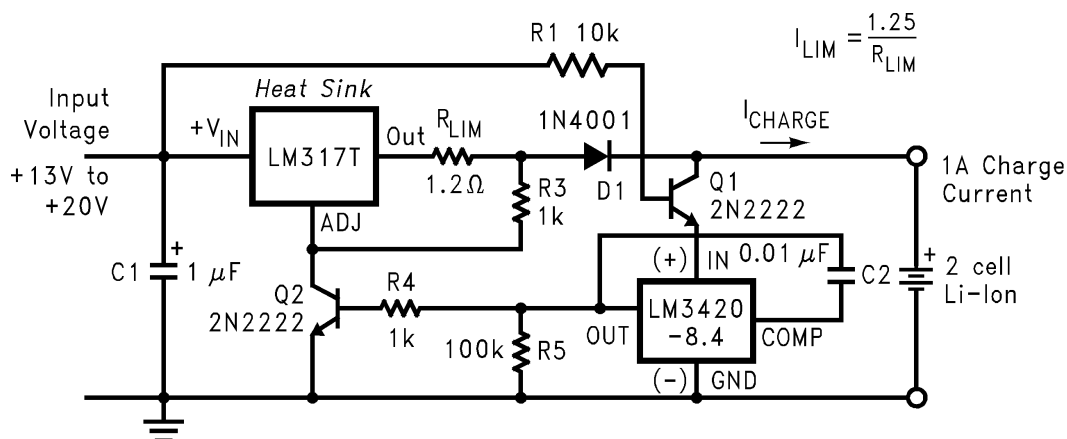 R1 10k
I_LIM = 1.25 / R_LIM
Heat Sink
Input
Voltage
+13V to
+20V
+V_IN
LM317T
Out
R_LIM
1.2Ω
1N4001
D1
I_CHARGE
1A Charge
Current
R3
1k
Q1
2N2222
ADJ
C1
+
1 μF
Q2
2N2222
R4
1k
(+) IN
0.01 μF
C2
+
2 cell
Li-Ion
OUT
LM3420
-8.4
COMP
100k
R5
(-) GND